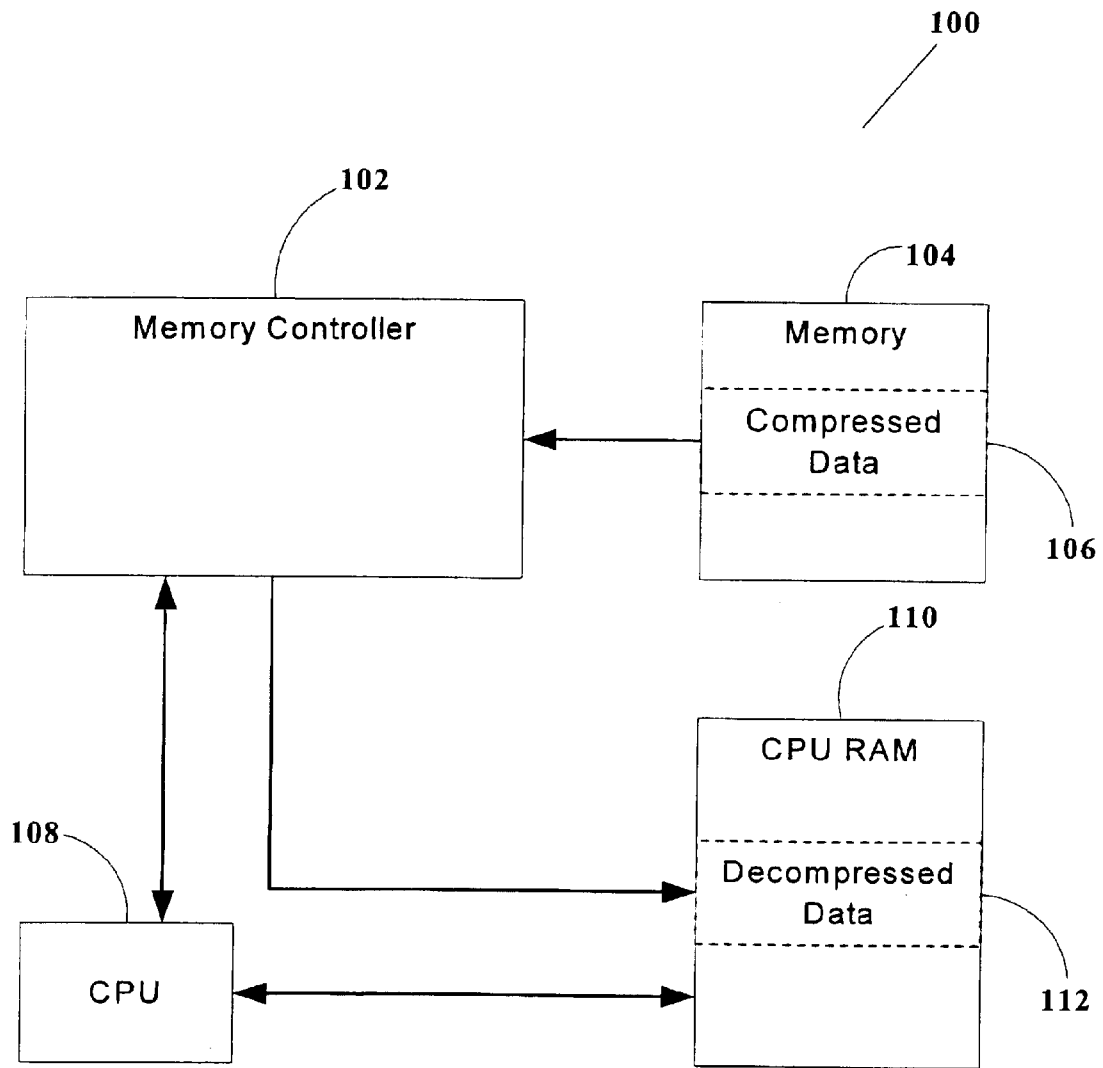 100
102
104
Memory Controller
Memory
Compressed
Data
106
110
CPU RAM
108
Decompressed
Data
CPU
112